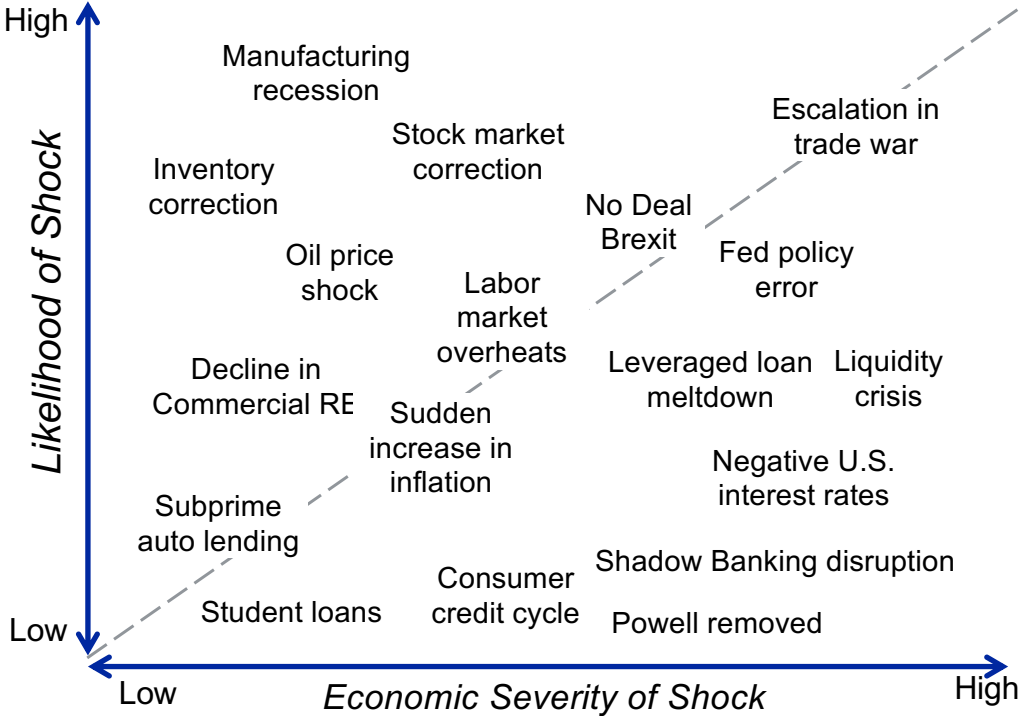 High
Manufacturing
recession
Escalation in
trade war
Stock market
correction
Inventory
correction
No Deal
Brexit
Fed policy
error
Oil price
shock
Labor
market
overheats
Likelihood of Shock
Leveraged loan
meltdown
Liquidity
crisis
Decline in
Commercial RE
Sudden
increase in
inflation
Negative U.S.
interest rates
Subprime
auto lending
Shadow Banking disruption
Consumer
credit cycle
Student loans
Powell removed
Low
Low
Economic Severity of Shock
High